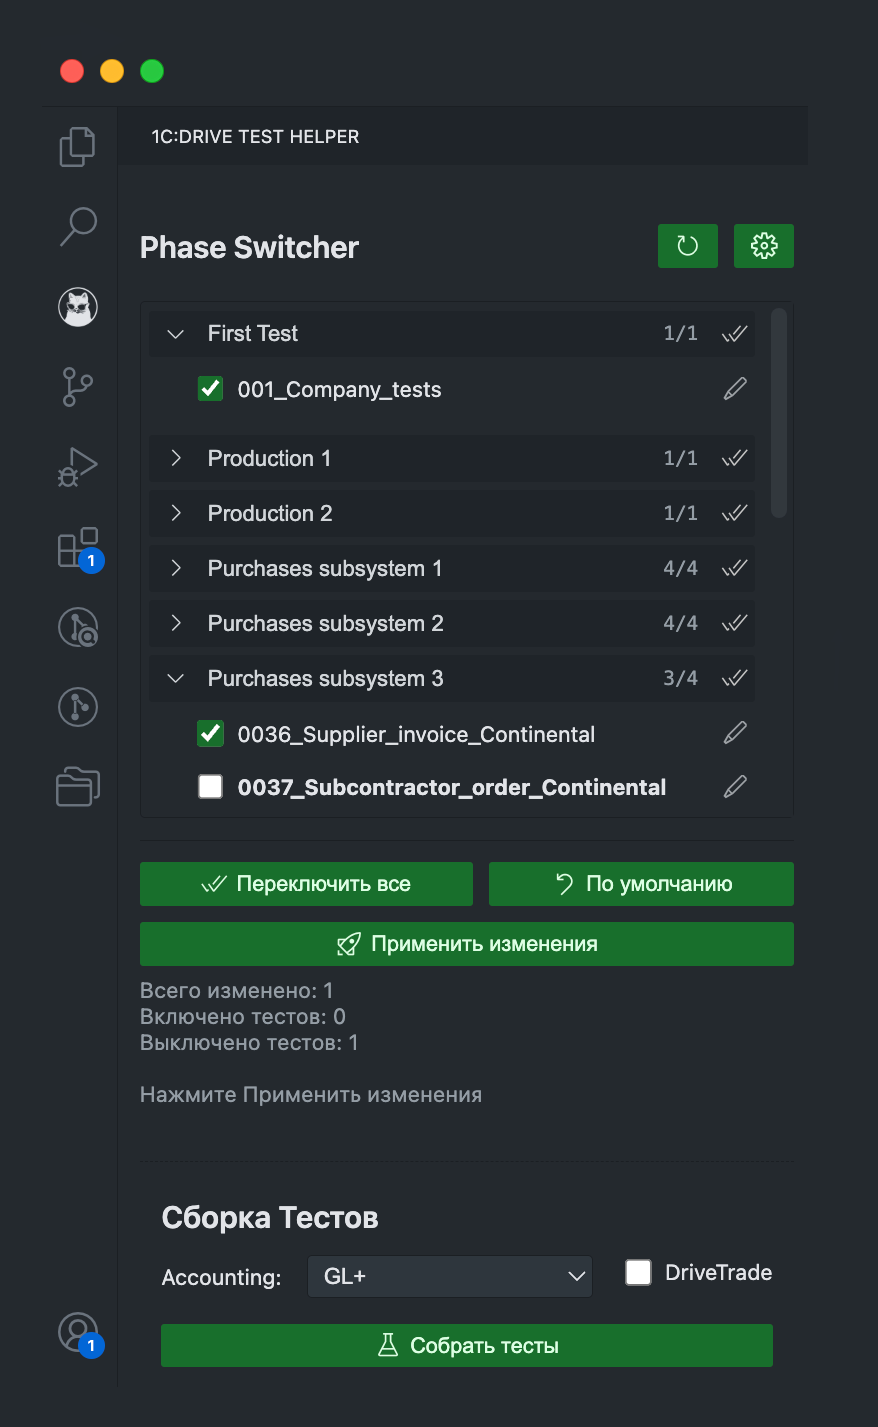 1C:DRIVE TEST HELPER
Phase Switcher
First Test 1/1
001_Company_tests
Production 1 1/1
Production 2 1/1
Purchases subsystem 1 4/4
1
Purchases subsystem 2 4/4
Purchases subsystem 3 3/4
0036_Supplier_invoice_Continental
0037_Subcontractor_order_Continental
Переключить все По умолчанию
Применить изменения
Всего изменено: 1
Включено тестов: 0
Выключено тестов: 1
Нажмите Применить изменения
Сборка Тестов
Accounting: GL+ DriveTrade
1
Собрать тесты